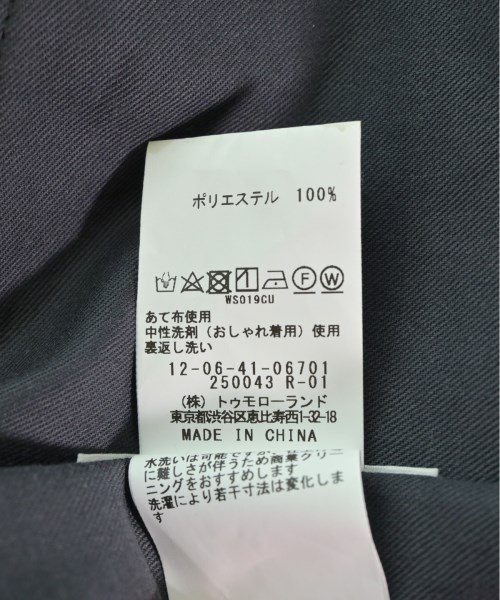 ポリエステル 100%
F W
WS019CU
あて布使用
中性洗剤(おしゃれ着用)使用
裏返し洗い
12-06-41-06701
250043 R-01
(株) トゥモローランド
東京都渋谷区恵比寿西1-32-18
MADE IN CHINA
水洗いは可能ですが
に難しさが伴うため商業クリー
ニングをおすすめします
洗濯により若干寸法は変化しま